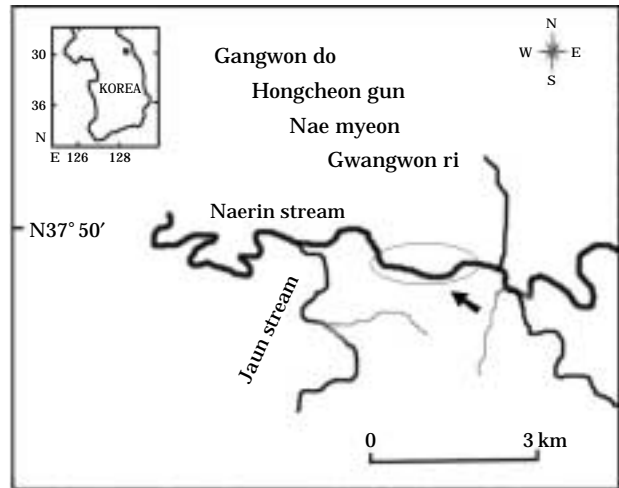 30
KOREA
36
N
E 126 128
Gangwon do
Hongcheon gun
Nae myeon
Gwangwon ri
N
W E
S
N37° 50′
Naerin stream
Jaun stream
0 3 km